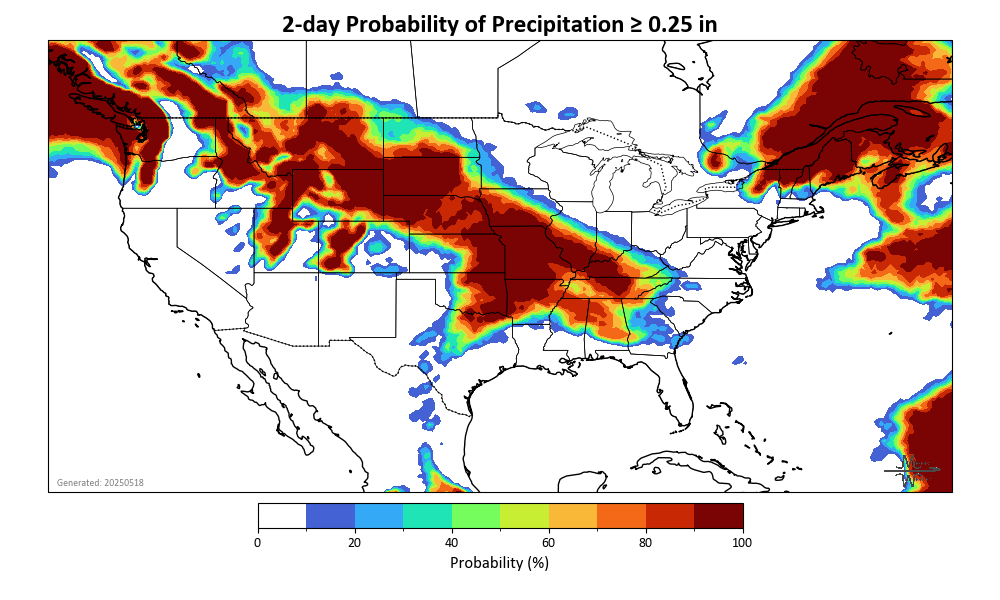 2-day Probability of Precipitation ≥ 0.25 in
Generated: 20250518
0 20 40 60 80 100
Probability (%)